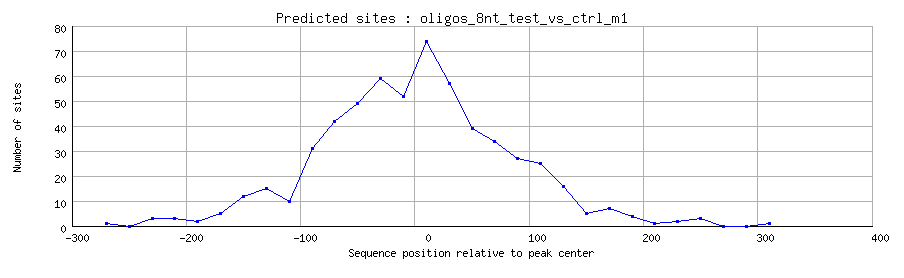 Predicted sites : oligos_8nt_test_vs_ctrl_m1
80
70
60
50
40
30
20
10
0
Number of sites
-300 -200 -100 0 100 200 300 400
Sequence position relative to peak center